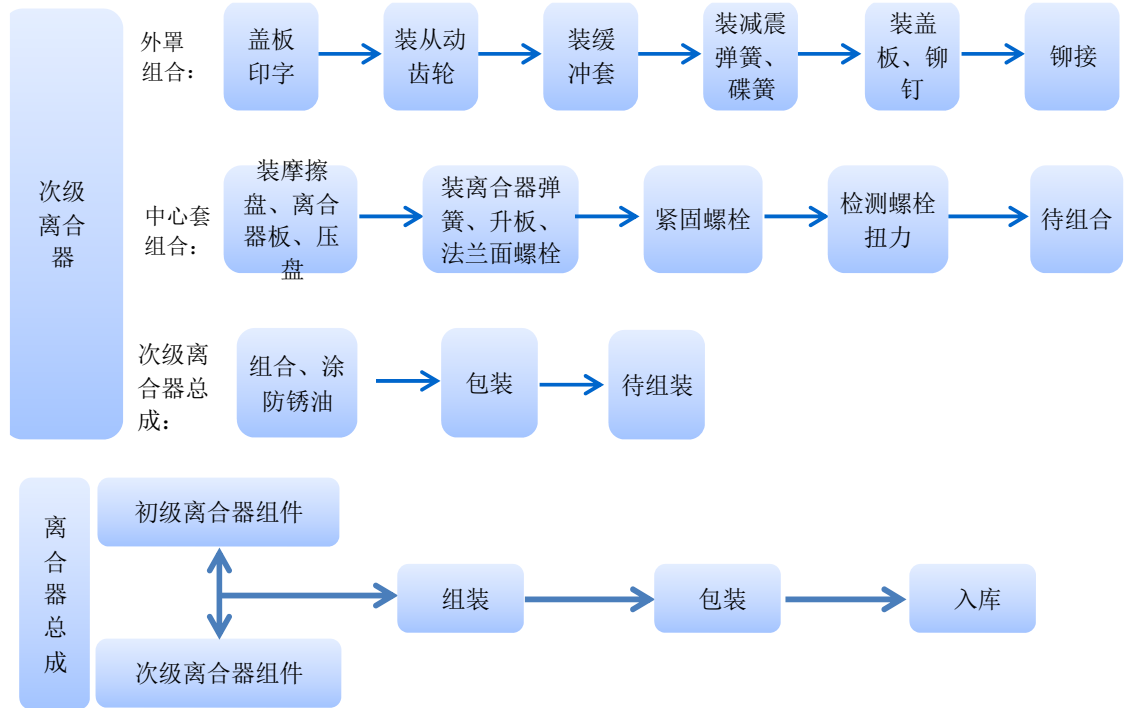 次级
离合
器
外罩
组合：
盖板
印字
装从动
齿轮
装缓
冲套
装减震
弹簧、
碟簧
装盖
板、铆
钉
铆接
中心套
组合：
装摩擦
盘、离合
器板、压
盘
装离合器弹
簧、升板、
法兰面螺栓
紧固螺栓
检测螺栓
扭力
待组合
次级离
合器总
成：
组合、涂
防锈油
包装
待组装
离
合
器
总
成
初级离合器组件
次级离合器组件
组装
包装
入库